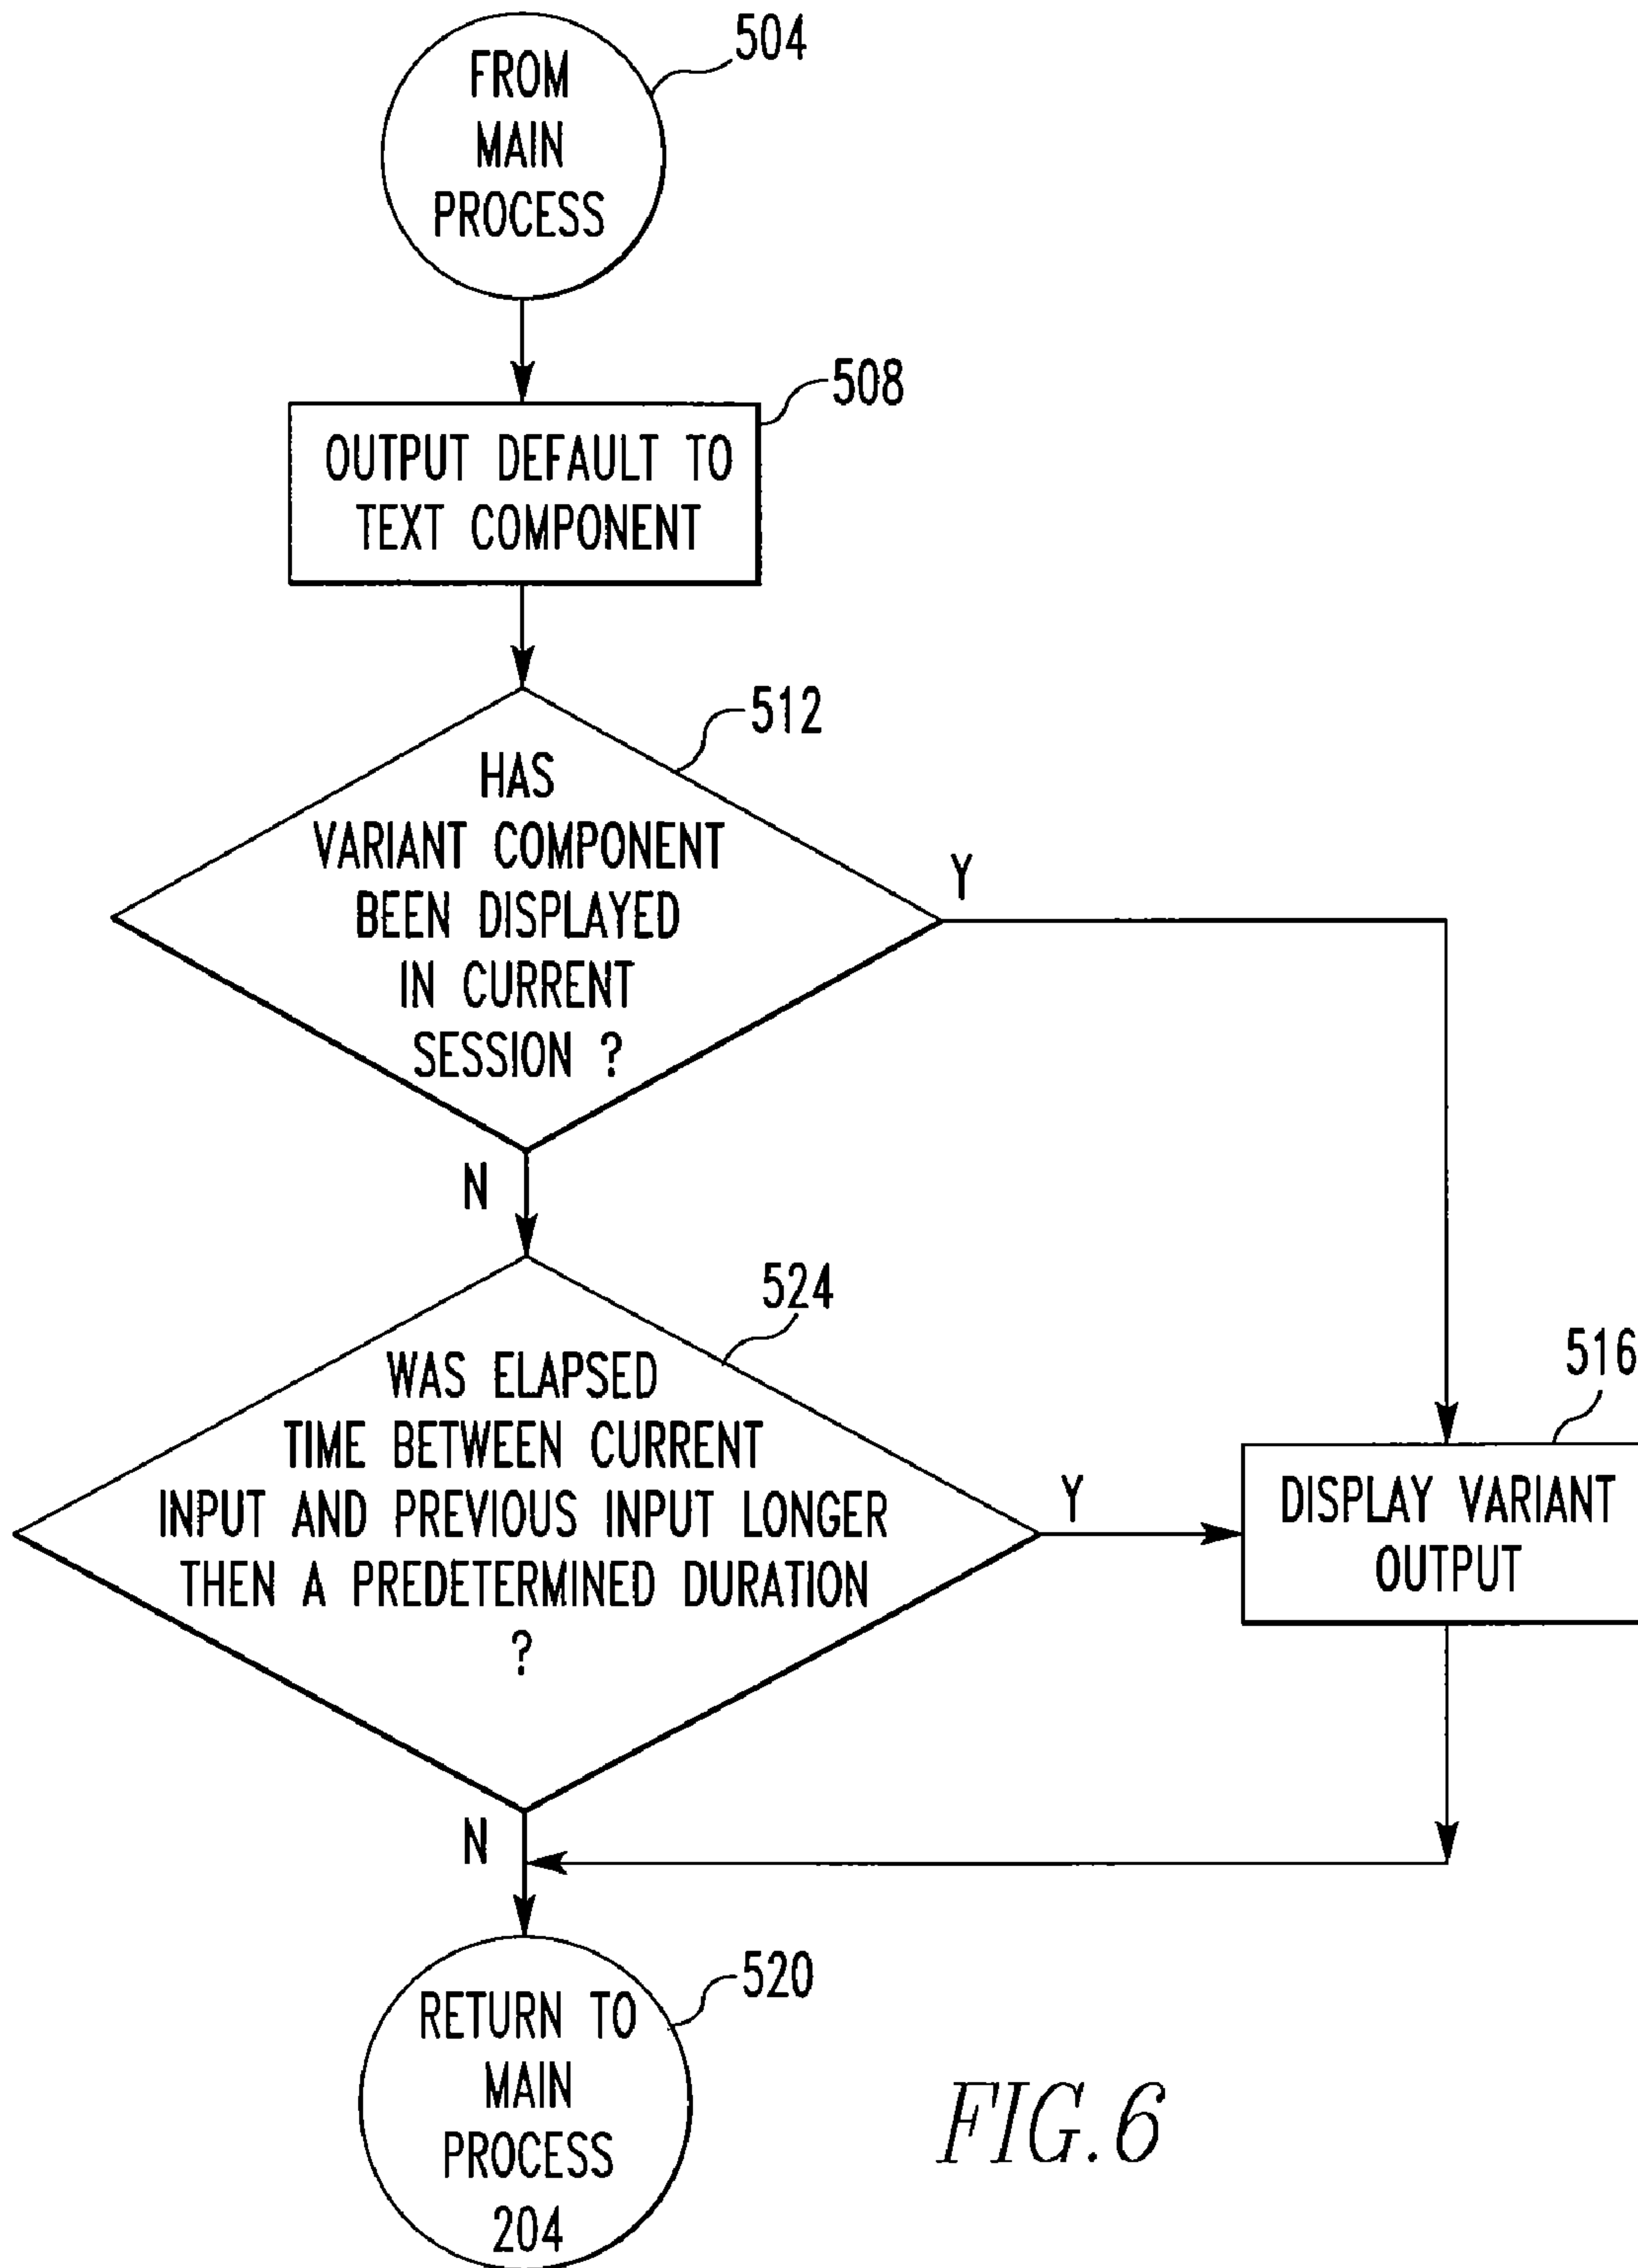 FROM
MAIN
PROCESS
504
OUTPUT DEFAULT TO
TEXT COMPONENT
508
HAS
VARIANT COMPONENT
BEEN DISPLAYED
IN CURRENT
SESSION ?
512
Y
N
WAS ELAPSED
TIME BETWEEN CURRENT
INPUT AND PREVIOUS INPUT LONGER
THEN A PREDETERMINED DURATION
?
524
Y
N
DISPLAY VARIANT
OUTPUT
516
RETURN TO
MAIN
PROCESS
204
520
FIG.6